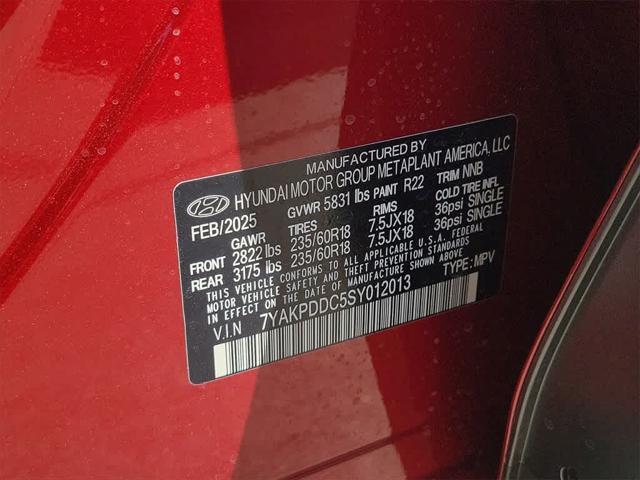 MANUFACTURED BY
HYUNDAI MOTOR GROUP METAPLANT AMERICA, LLC
FEB/2025 GVWR 5831 lbs PAINT R22 TRIM NNB
GAWR TIRES RIMS COLD TIRE INFL
FRONT 2822 lbs 235/60R18 7.5JX18 36psi SINGLE
REAR 3175 lbs 235/60R18 7.5JX18 36psi SINGLE
THIS VEHICLE CONFORMS TO ALL APPLICABLE U.S.A. FEDERAL
MOTOR VEHICLE SAFETY AND THEFT PREVENTION STANDARDS
IN EFFECT ON THE DATE OF MANUFACTURE SHOWN ABOVE
V.I.N 7YAKPDDC5SY012013 TYPE: MPV